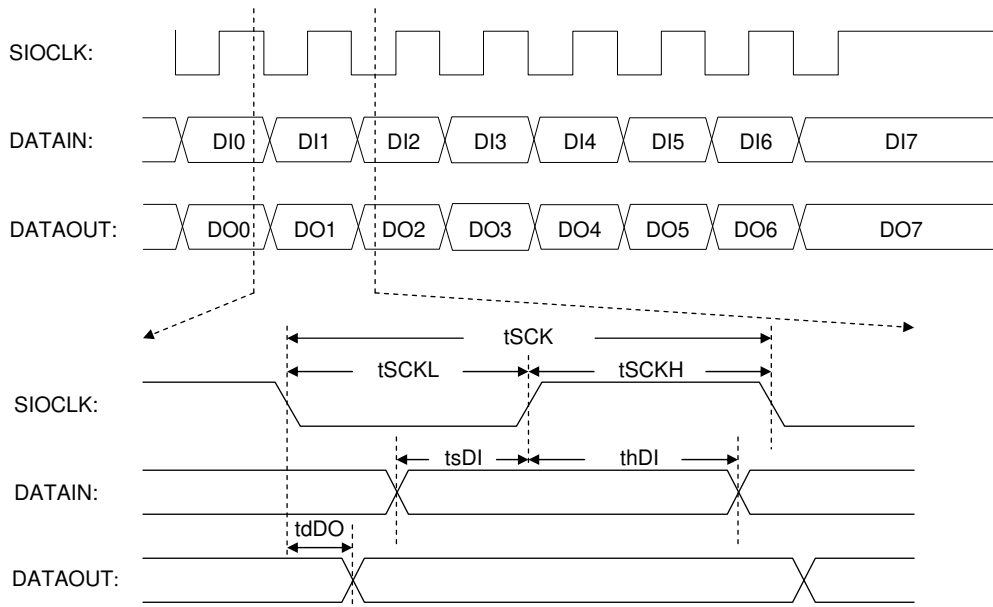 SIOCLK:
DATAIN: DI0 DI1 DI2 DI3 DI4 DI5 DI6 DI7
DATAOUT: DO0 DO1 DO2 DO3 DO4 DO5 DO6 DO7
tSCK
tSCKL tSCKH
SIOCLK:
tsDI thDI
DATAIN:
tdDO
DATAOUT: